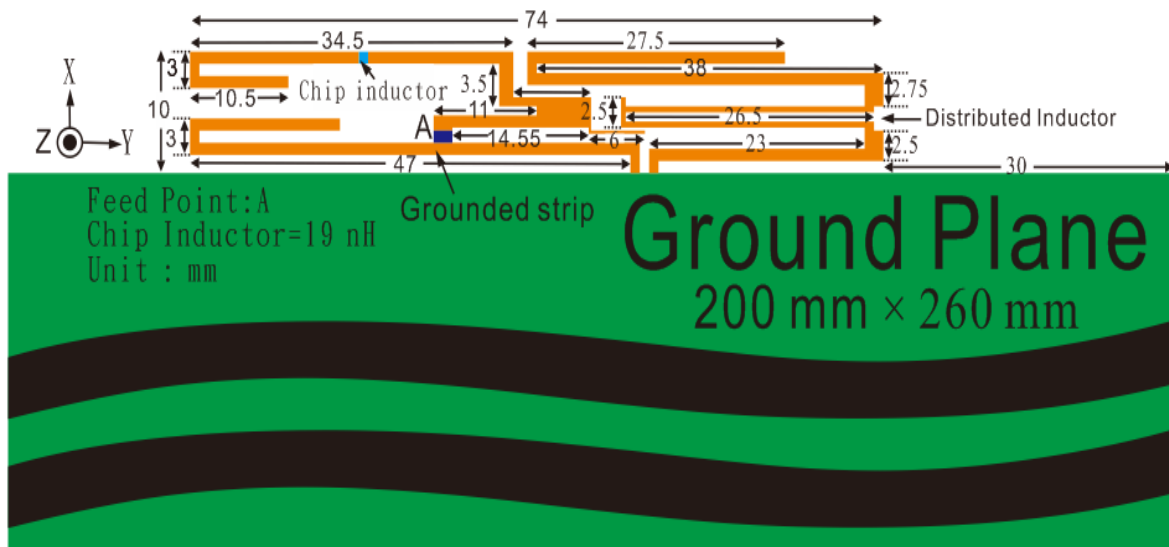 74
34.5
27.5
3
38
X
Chip inductor
3.5
2.75
10.5
10
11
2.5
26.5
Distributed Inductor
Z
Y
3
A
14.55
6
23
2.5
47
30
Feed Point:A
Grounded strip
Chip Inductor=19 nH
Unit : mm
Ground Plane
200 mm × 260 mm